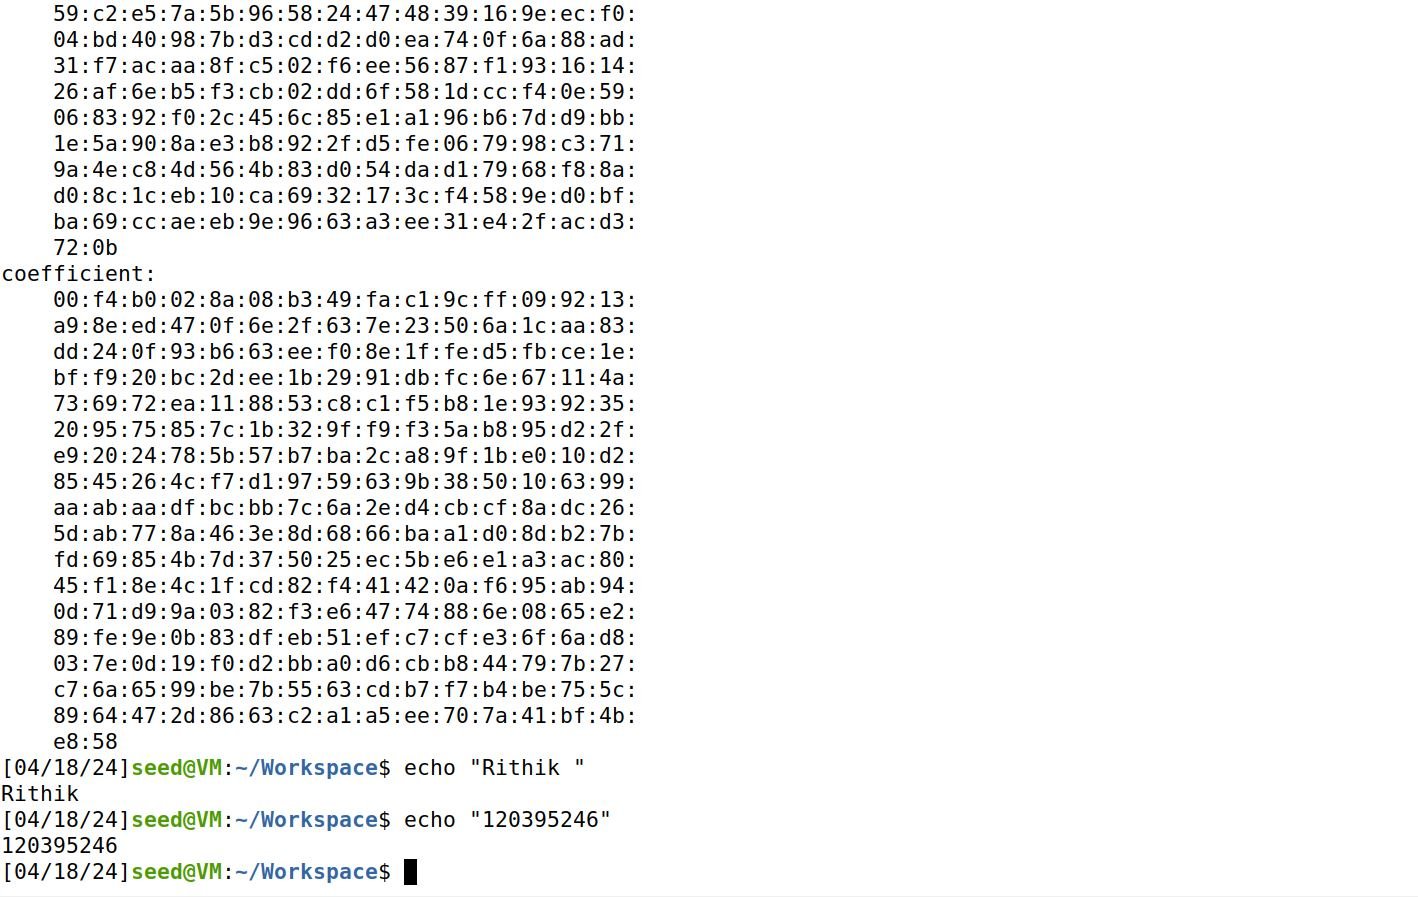 59:c2:e5:7a:5b:96:58:24:47:48:39:16:9e:ec:f0:
04:bd:40:98:7b:d3:cd:d2:d0:ea:74:0f:6a:88:ad:
31:f7:ac:aa:8f:c5:02:f6:ee:56:87:f1:93:16:14:
26:af:6e:b5:f3:cb:02:dd:6f:58:1d:cc:f4:0e:59:
06:83:92:f0:2c:45:6c:85:e1:a1:96:b6:7d:d9:bb:
1e:5a:90:8a:e3:b8:92:2f:d5:fe:06:79:98:c3:71:
9a:4e:c8:4d:56:4b:83:d0:54:da:d1:79:68:f8:8a:
d0:8c:1c:eb:10:ca:69:32:17:3c:f4:58:9e:d0:bf:
ba:69:cc:ae:eb:9e:96:63:a3:ee:31:e4:2f:ac:d3:
72:0b
coefficient:
00:f4:b0:02:8a:08:b3:49:fa:c1:9c:ff:09:92:13:
a9:8e:ed:47:0f:6e:2f:63:7e:23:50:6a:1c:aa:83:
dd:24:0f:93:b6:63:ee:f0:8e:1f:fe:d5:fb:ce:1e:
bf:f9:20:bc:2d:ee:1b:29:91:db:fc:6e:67:11:4a:
73:69:72:ea:11:88:53:c8:c1:f5:b8:1e:93:92:35:
20:95:75:85:7c:1b:32:9f:f9:f3:5a:b8:95:d2:2f:
e9:20:24:78:5b:57:b7:ba:2c:a8:9f:1b:e0:10:d2:
85:45:26:4c:f7:d1:97:59:63:9b:38:50:10:63:99:
aa:ab:aa:df:bc:bb:7c:6a:2e:d4:cb:cf:8a:dc:26:
5d:ab:77:8a:46:3e:8d:68:66:ba:a1:d0:8d:b2:7b:
fd:69:85:4b:7d:37:50:25:ec:5b:e6:e1:a3:ac:80:
45:f1:8e:4c:1f:cd:82:f4:41:42:0a:f6:95:ab:94:
0d:71:d9:9a:03:82:f3:e6:47:74:88:6e:08:65:e2:
89:fe:9e:0b:83:df:eb:51:ef:c7:cf:e3:6f:6a:d8:
03:7e:0d:19:f0:d2:bb:a0:d6:cb:b8:44:79:7b:27:
c7:6a:65:99:be:7b:55:63:cd:b7:f7:b4:be:75:5c:
89:64:47:2d:86:63:c2:a1:a5:ee:70:7a:41:bf:4b:
e8:58
[04/18/24]seed@VM:~/Workspace$ echo "Rithik "
Rithik
[04/18/24]seed@VM:~/Workspace$ echo "120395246"
120395246
[04/18/24]seed@VM:~/Workspace$